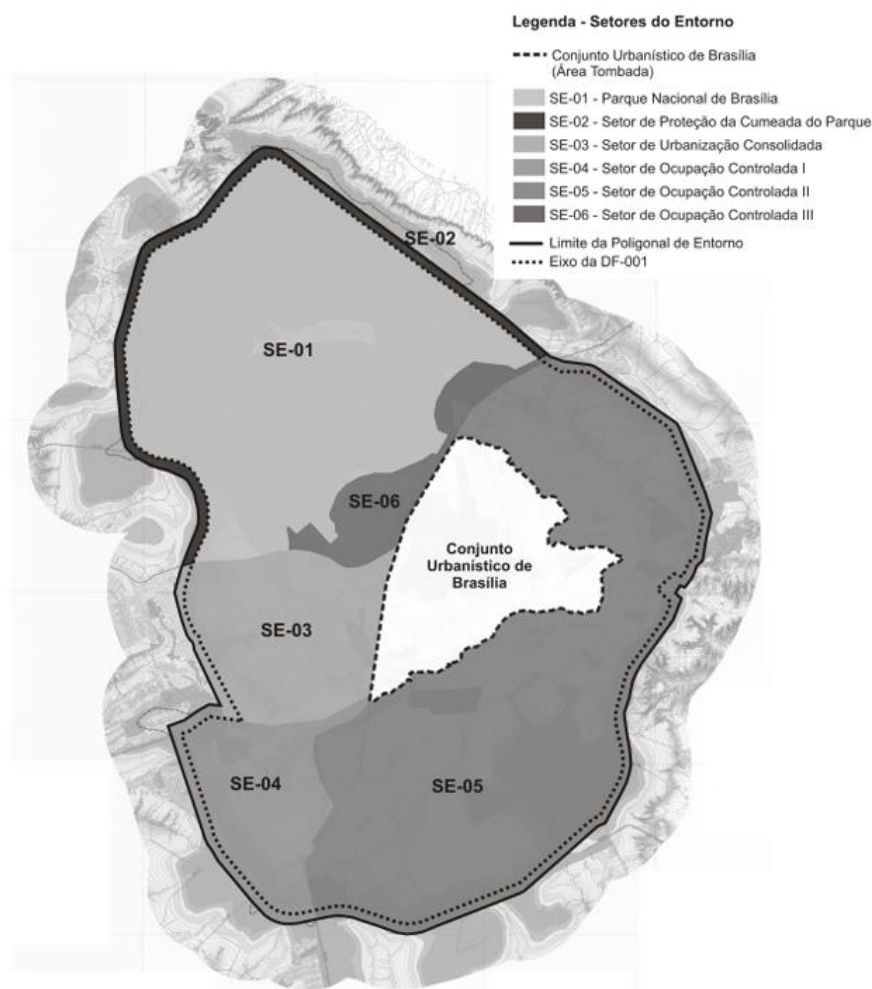 Legenda - Setores do Entorno
Conjunto Urbanístico de Brasília
(Área Tombada)
SE-01 - Parque Nacional de Brasília
SE-02 - Setor de Proteção da Cumeada do Parque
SE-03 - Setor de Urbanização Consolidada
SE-04 - Setor de Ocupação Controlada I
SE-05 - Setor de Ocupação Controlada II
SE-06 - Setor de Ocupação Controlada III
Limite da Poligonal de Entorno
Eixo da DF-001
SE-02
SE-01
SE-06
Conjunto
Urbanístico de
Brasília
SE-03
SE-04
SE-05